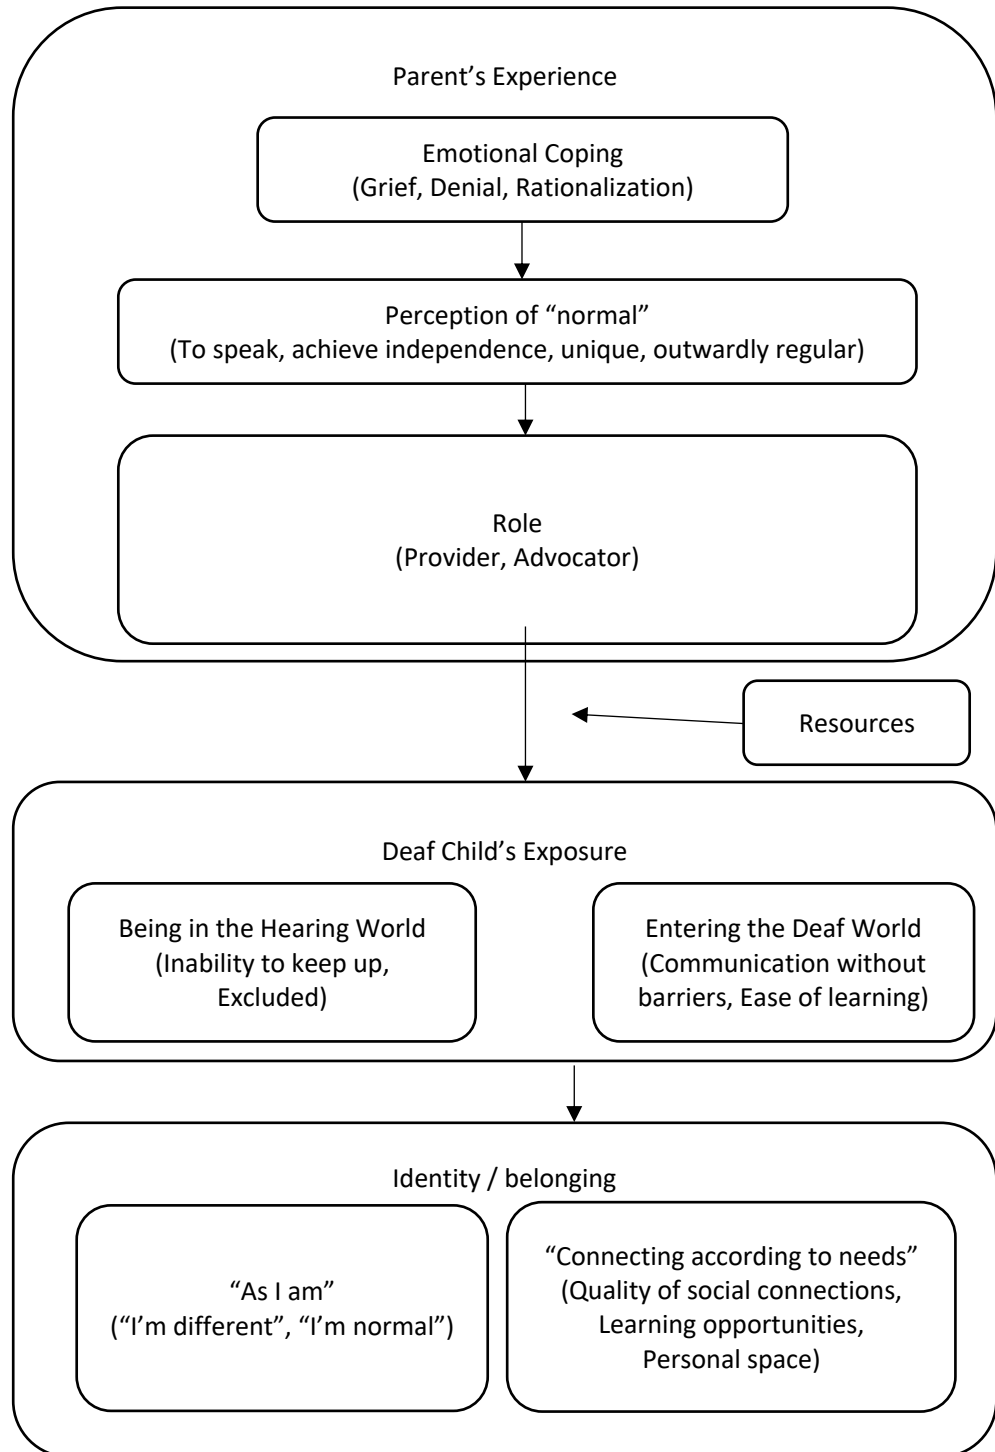 Parent’s Experience
Emotional Coping
(Grief, Denial, Rationalization)
Perception of “normal”
(To speak, achieve independence, unique, outwardly regular)
Role
(Provider, Advocator)
Resources
Deaf Child’s Exposure
Being in the Hearing World
(Inability to keep up,
Excluded)
Entering the Deaf World
(Communication without
barriers, Ease of learning)
Identity / belonging
“As I am”
(“I’m different”, “I’m normal”)
“Connecting according to needs”
(Quality of social connections,
Learning opportunities,
Personal space)